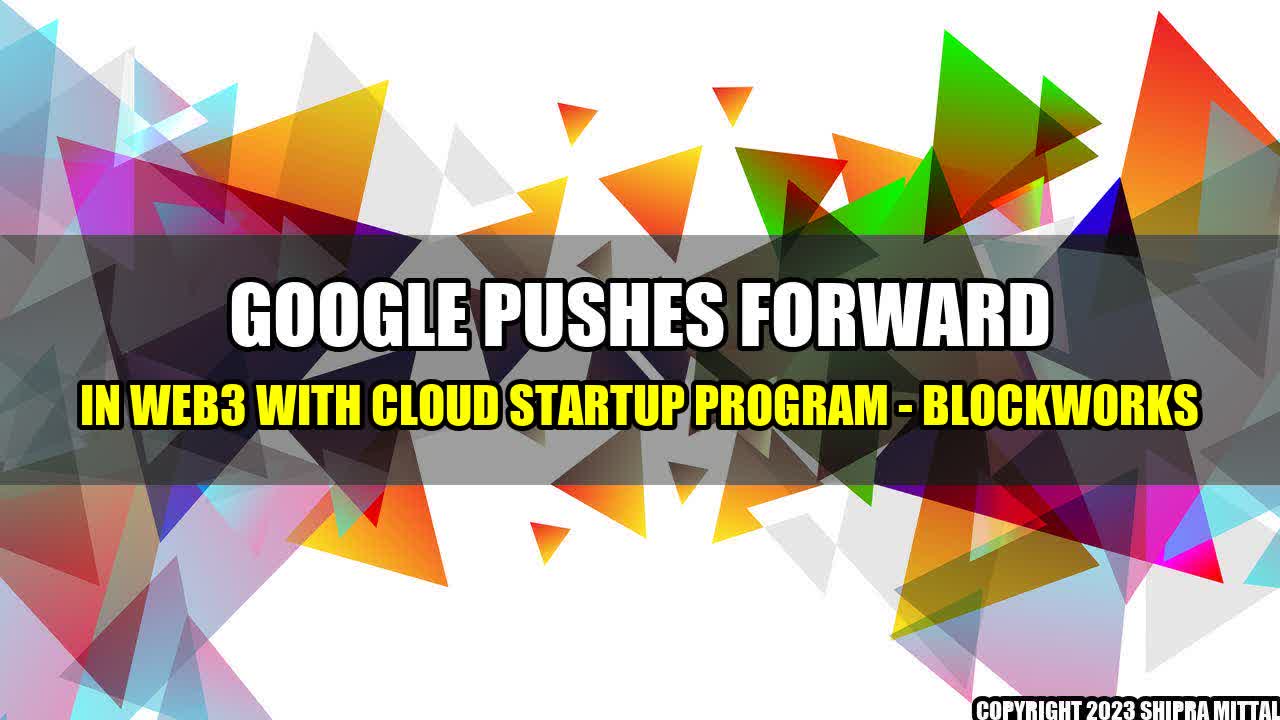 GOOGLE PUSHES FORWARD
IN WEB3 WITH CLOUD STARTUP PROGRAM - BLOCKWORKS
COPYRIGHT 2023 SHIPRA MITTAL